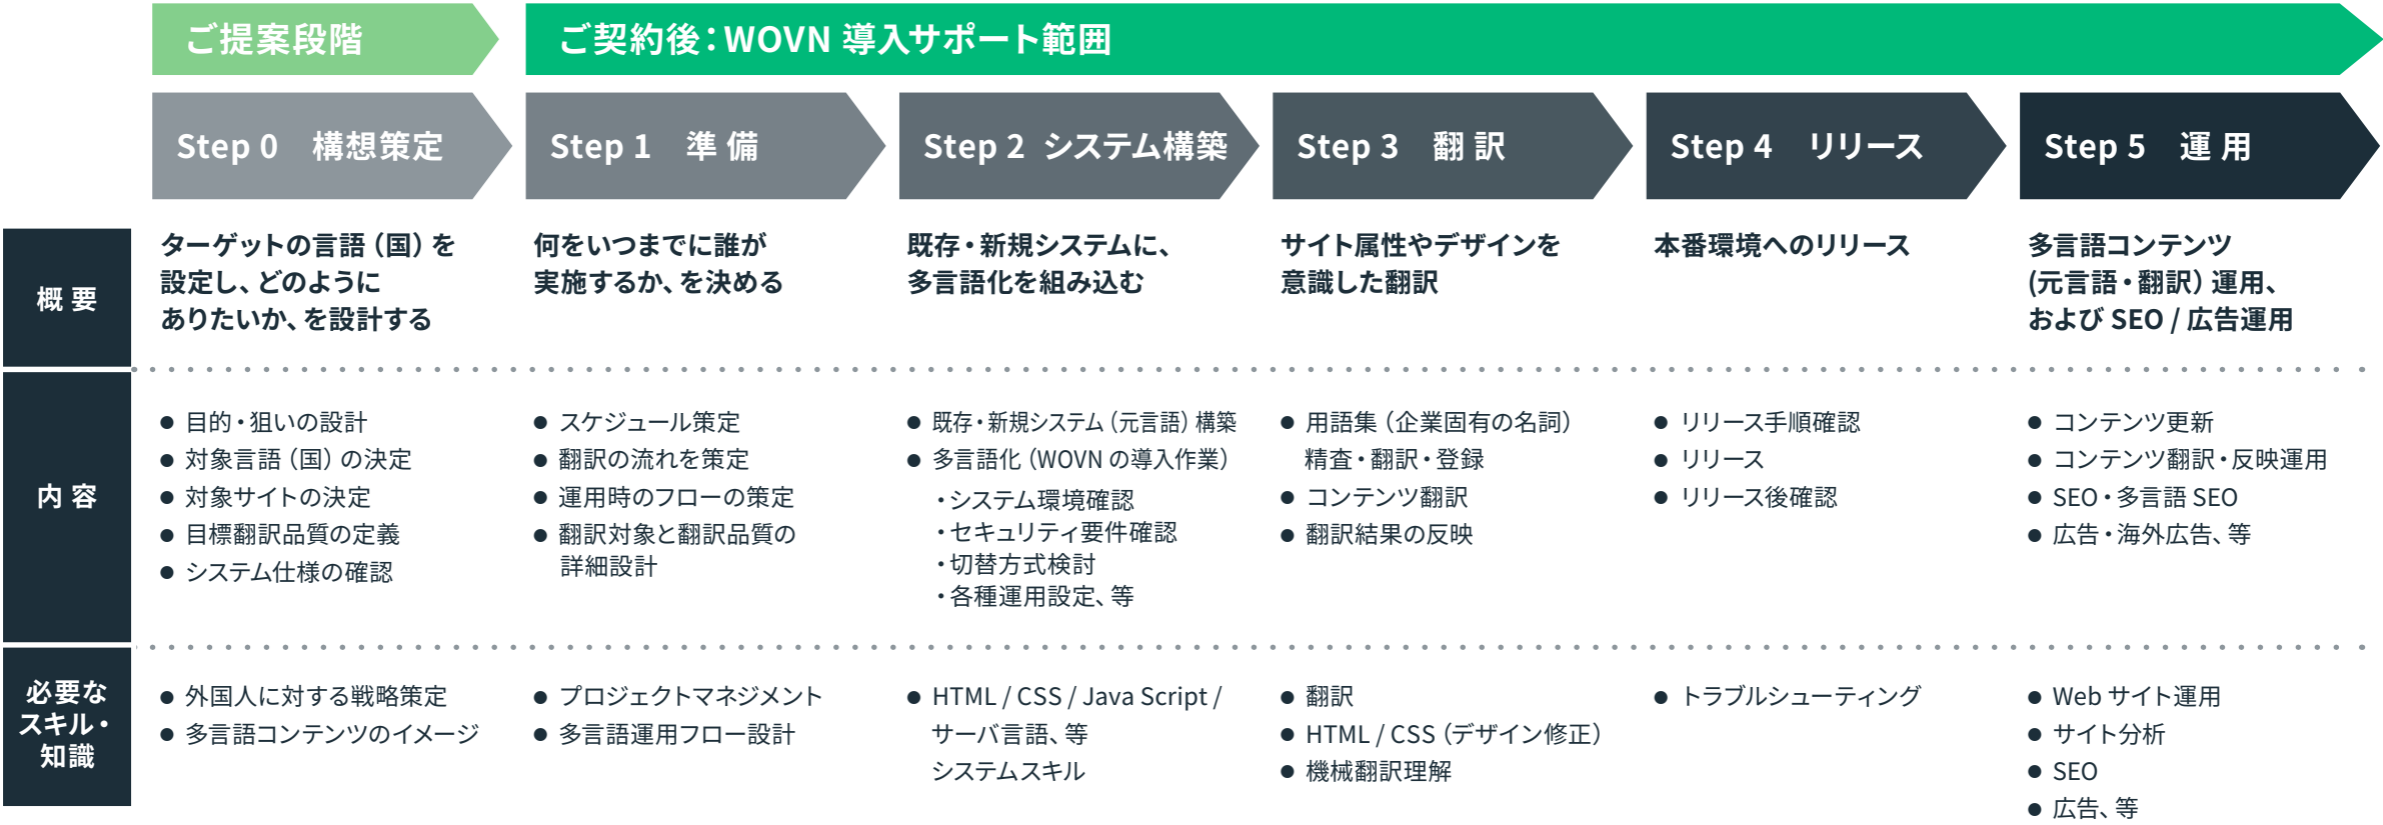 ご提案段階
ご契約後：WOVN 導入サポート範囲
Step 0 構想策定
Step 1 準 備
Step 2 システム構築
Step 3 翻 訳
Step 4 リリース
Step 5 運 用
概 要
ターゲットの言語（国）を
設定し、どのように
ありたいか、を設計する
何をいつまでに誰が
実施するか、を決める
既存・新規システムに、
多言語化を組み込む
サイト属性やデザインを
意識した翻訳
本番環境へのリリース
多言語コンテンツ
(元言語・翻訳）運用、
および SEO / 広告運用
内 容
● 目的・狙いの設計
● 対象言語（国）の決定
● 対象サイトの決定
● 目標翻訳品質の定義
● システム仕様の確認
● スケジュール策定
● 翻訳の流れを策定
● 運用時のフローの策定
● 翻訳対象と翻訳品質の
詳細設計
● 既存・新規システム（元言語）構築
● 多言語化（WOVN の導入作業）
・システム環境確認
・セキュリティ要件確認
・切替方式検討
・各種運用設定、等
● 用語集（企業固有の名詞）
精査・翻訳・登録
● コンテンツ翻訳
● 翻訳結果の反映
● リリース手順確認
● リリース
● リリース後確認
● コンテンツ更新
● コンテンツ翻訳・反映運用
● SEO・多言語 SEO
● 広告・海外広告、等
必要な
スキル・
知識
● 外国人に対する戦略策定
● 多言語コンテンツのイメージ
● プロジェクトマネジメント
● 多言語運用フロー設計
● HTML / CSS / Java Script /
サーバ言語、等
システムスキル
● 翻訳
● HTML / CSS（デザイン修正）
● 機械翻訳理解
● トラブルシューティング
● Web サイト運用
● サイト分析
● SEO
● 広告、等